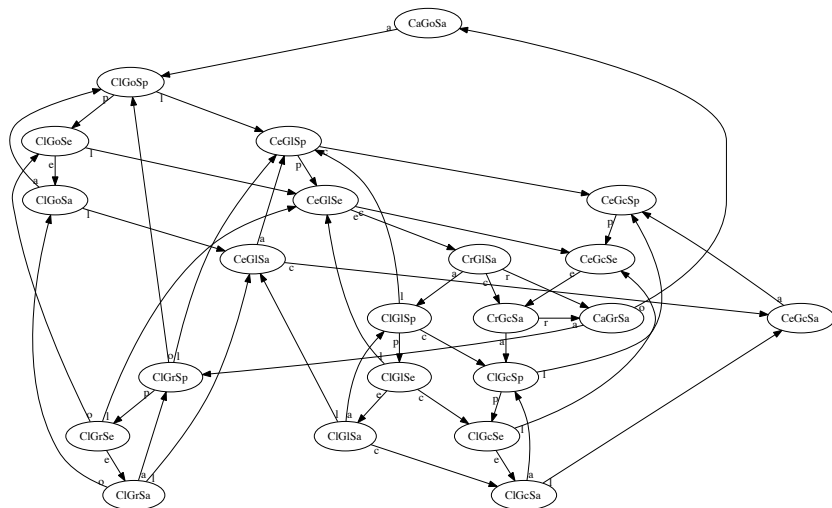 CaGoSa
a
ClGoSp
p l
ClGoSe
CeGlSp
c
e l
p
ClGoSa
CeGlSe
CeGcSp
a l
e c
p
a
CeGlSa
CrGlSa
CeGcSe
c
a c r
e
l
ClGlSp
CrGcSa
CaGrSa
o
CeGcSa
p c
a r
a
a
o l
l
ClGrSp
ClGlSe
ClGcSp
l
p
e c
p
o l
l a
ClGrSe
ClGlSa
ClGcSe
l
e
c
e
o a l
a l
ClGrSa
ClGcSa